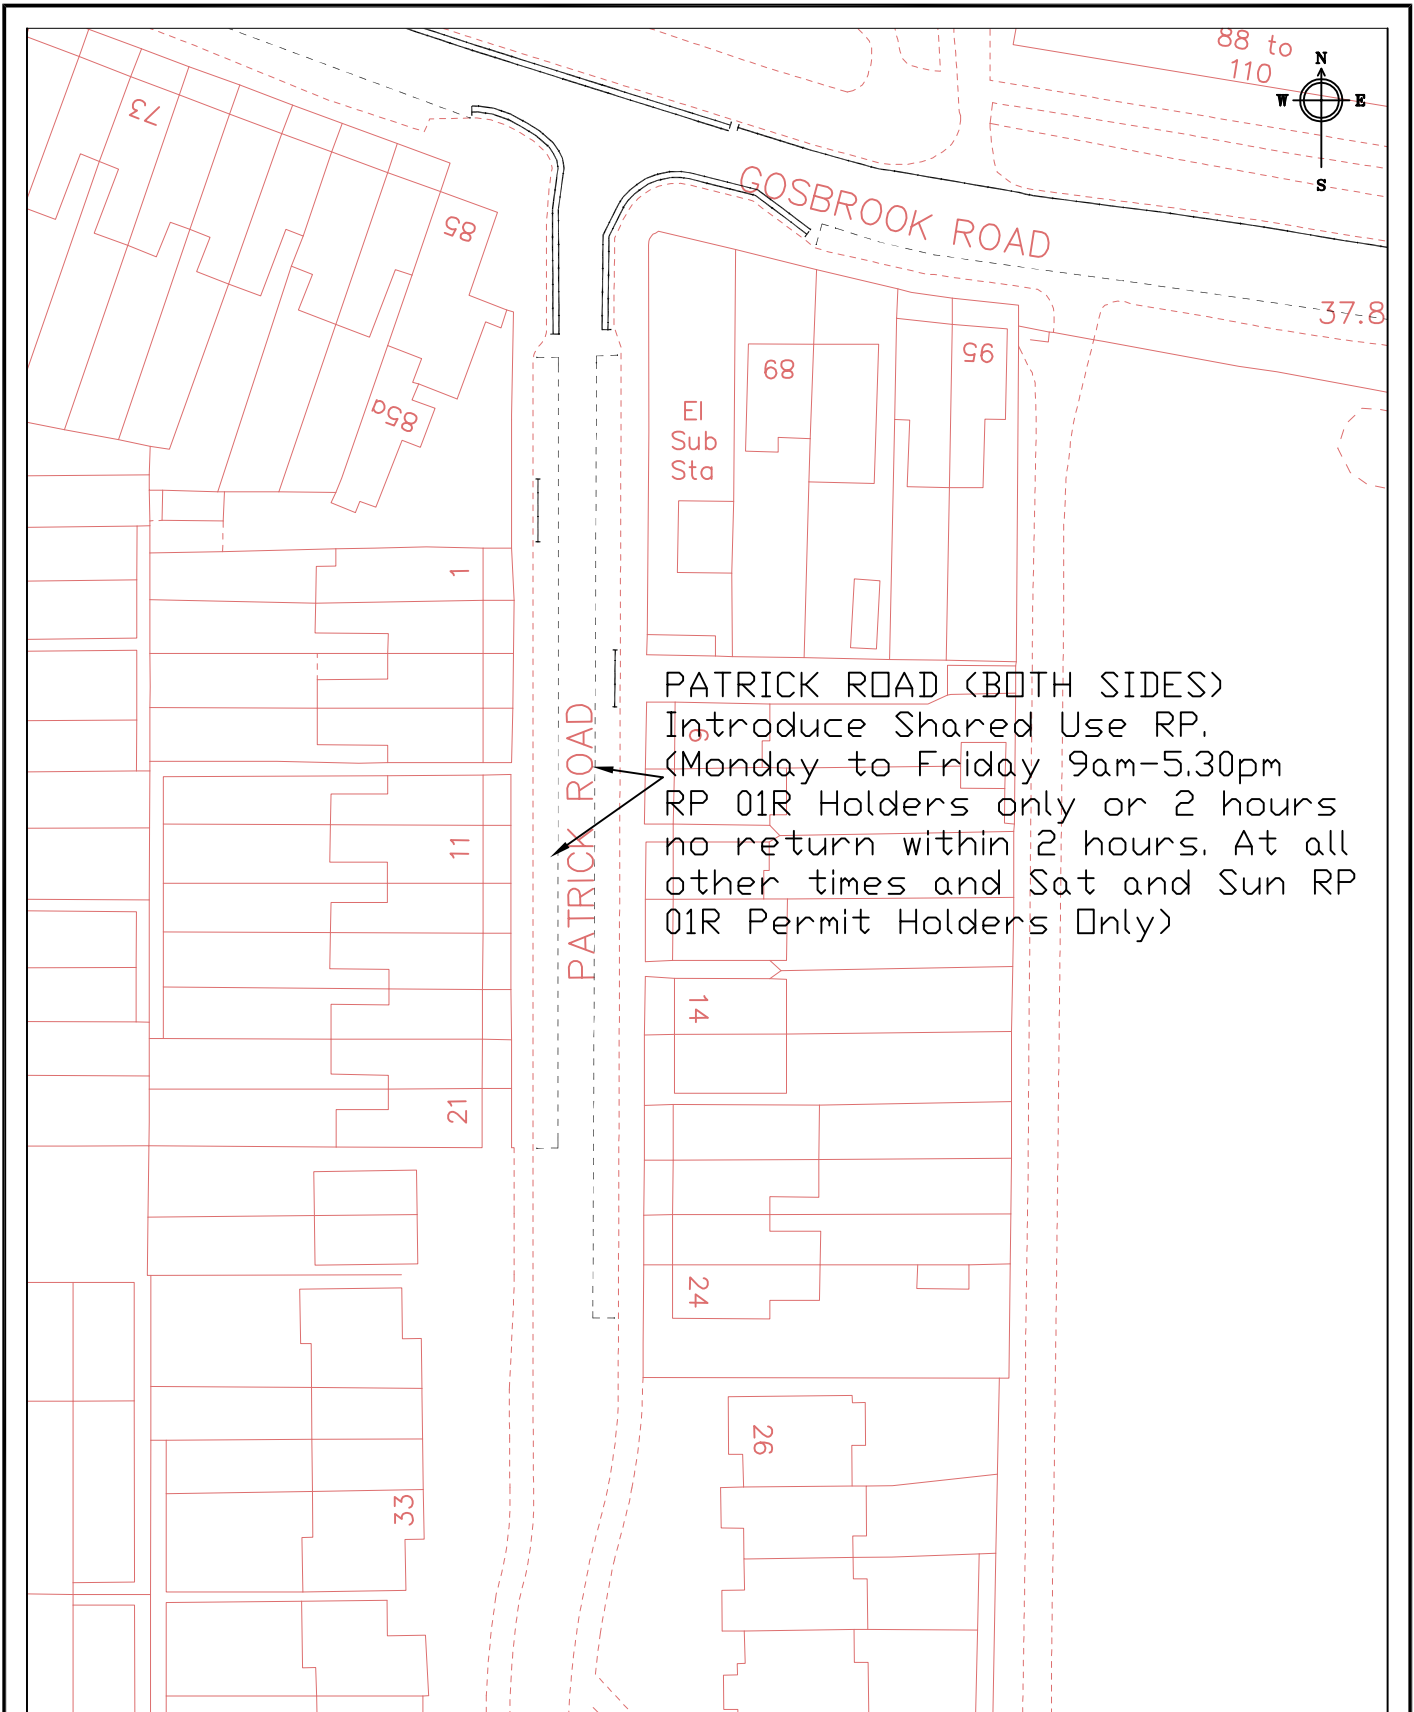 88 to
110
N
W E
S
73
GOSBROOK ROAD
85
37.8
95
89
85a
El
Sub
Sta
1
PATRICK ROAD (BOTH SIDES)
Introduce Shared Use RP.
(Monday to Friday 9am-5.30pm
RP 01R Holders only or 2 hours
no return within 2 hours. At all
other times and Sat and Sun RP
01R Permit Holders Only)
6
PATRICK ROAD
11
14
21
24
26
33